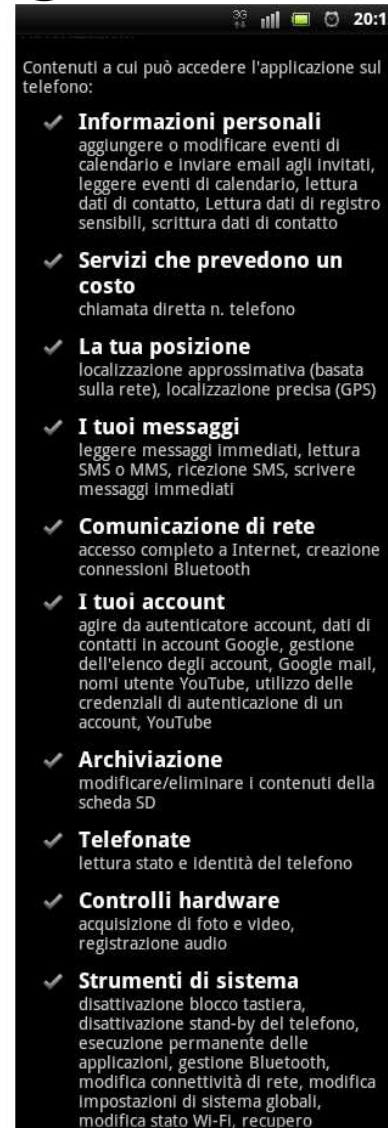 3G 20:1
Contenuti a cui può accedere l'applicazione sul
telefono:
Informazioni personali
aggiungere o modificare eventi di
calendario e inviare email agli invitati,
leggere eventi di calendario, lettura
dati di contatto, Lettura dati di registro
sensibili, scrittura dati di contatto
Servizi che prevedono un
costo
chiamata diretta n. telefono
La tua posizione
localizzazione approssimativa (basata
sulla rete), localizzazione precisa (GPS)
I tuoi messaggi
leggere messaggi immediati, lettura
SMS o MMS, ricezione SMS, scrivere
messaggi immediati
Comunicazione di rete
accesso completo a Internet, creazione
connessioni Bluetooth
I tuoi account
agire da autenticatore account, dati di
contatti in account Google, gestione
dell'elenco degli account, Google mail,
nomi utente YouTube, utilizzo delle
credenziali di autenticazione di un
account, YouTube
Archiviazione
modificare/eliminare i contenuti della
scheda SD
Telefonate
lettura stato e identità del telefono
Controlli hardware
acquisizione di foto e video,
registrazione audio
Strumenti di sistema
disattivazione blocco tastiera,
disattivazione stand-by del telefono,
esecuzione permanente delle
applicazioni, gestione Bluetooth,
modifica connettività di rete, modifica
impostazioni di sistema globali,
modifica stato Wi-Fi, recupero